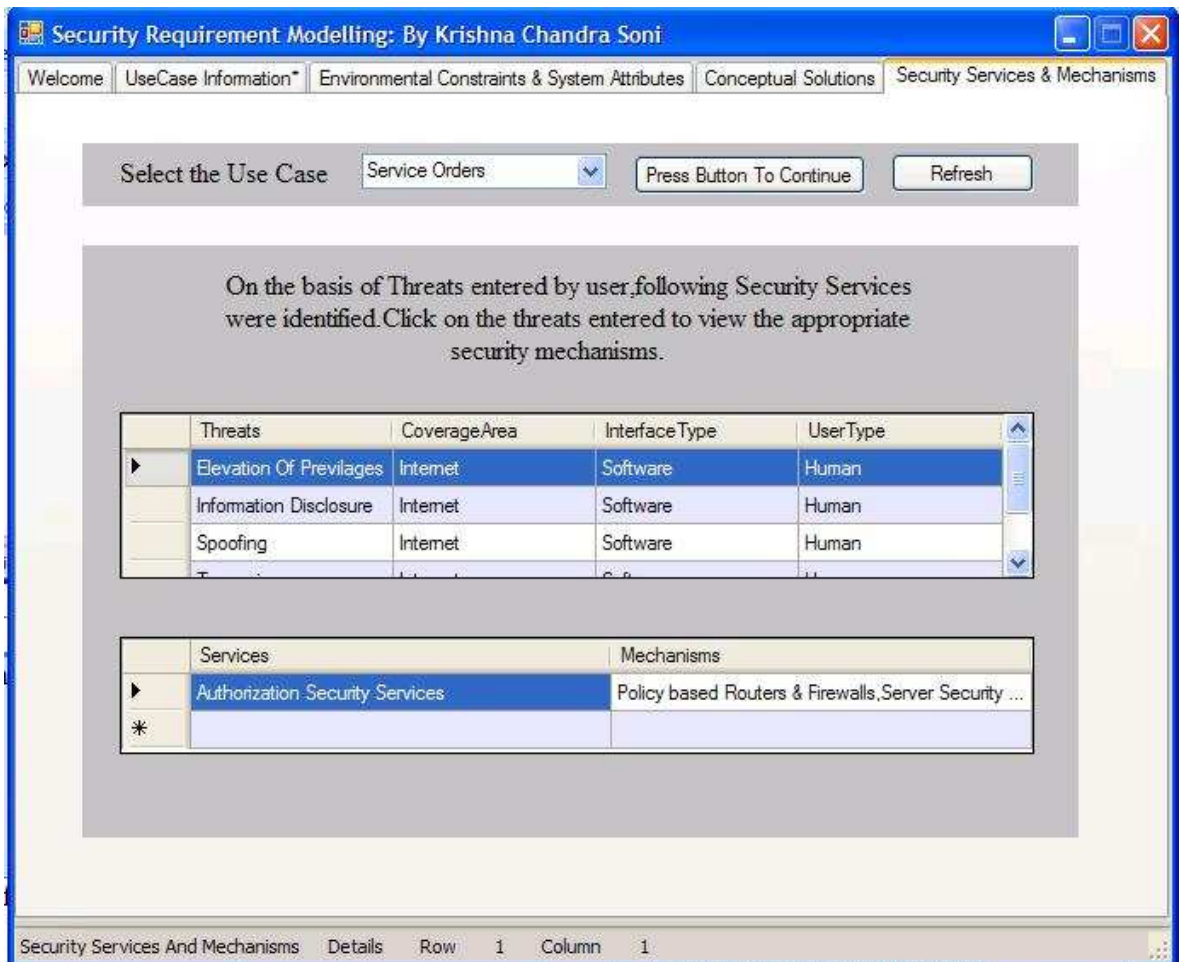 Security Requirement Modelling: By Krishna Chandra Soni
Welcome UseCase Information* Environmental Constraints & System Attributes Conceptual Solutions Security Services & Mechanisms
Select the Use Case Service Orders Press Button To Continue Refresh
On the basis of Threats entered by user,following Security Services
were identified.Click on the threats entered to view the appropriate
security mechanisms.
Threats CoverageArea InterfaceType UserType
Elevation Of Previlages Internet Software Human
Information Disclosure Internet Software Human
Spoofing Internet Software Human
Services Mechanisms
Authorization Security Services Policy based Routers & Firewalls,Server Security ...
Security Services And Mechanisms Details Row 1 Column 1